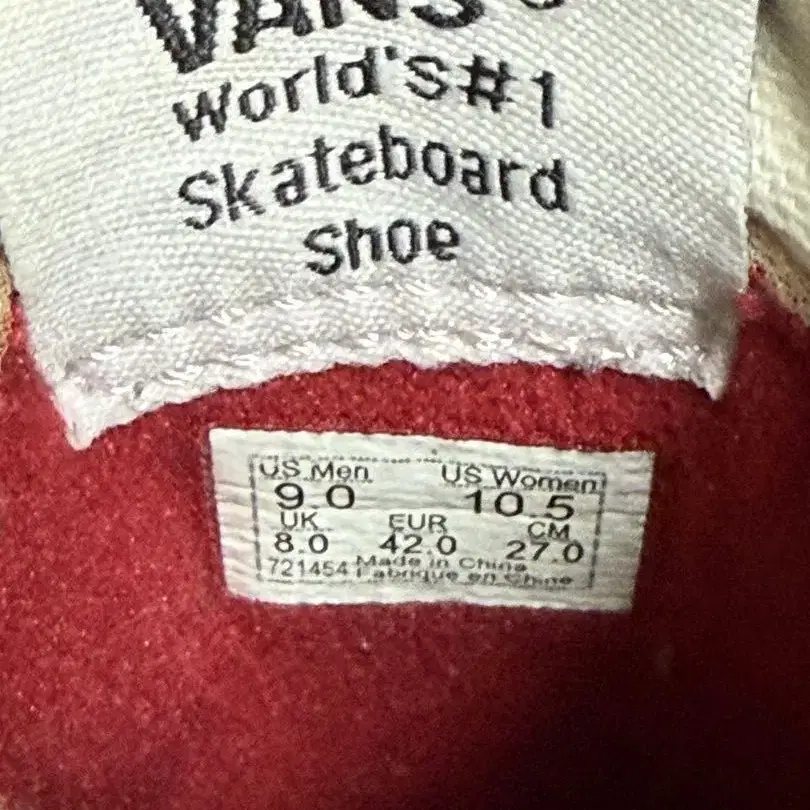 VANS
World's #1
Skateboard
Shoe
US Men US Women
9.0 10.5
UK EUR CM
8.0 42.0 27.0
721454 Made in China
Fabriqué en Chine